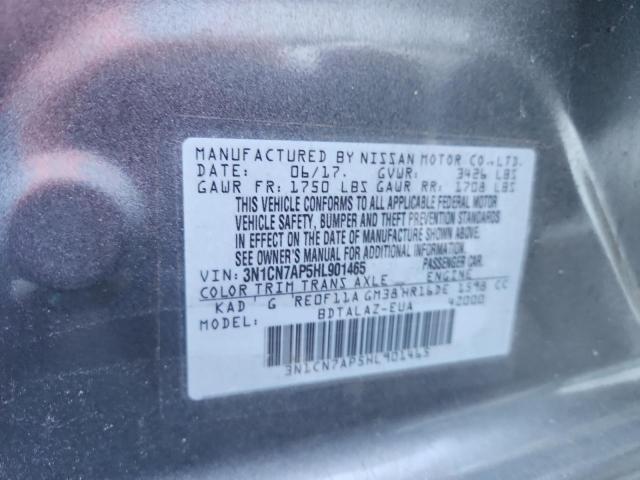 MANUFACTURED BY NISSAN MOTOR CO.,LTD.
DATE: 06/17. GVWR: 3426 LBS
GAWR FR: 1750 LBS GAWR RR: 1708 LBS
THIS VEHICLE CONFORMS TO ALL APPLICABLE FEDERAL MOTOR
VEHICLE SAFETY, BUMPER AND THEFT PREVENTION STANDARDS
IN EFFECT ON THE DATE OF MANUFACTURE SHOWN ABOVE.
SEE OWNER'S MANUAL FOR ADDITIONAL INFORMATION.
VIN: 3N1CN7AP5HL901465 PASSENGER CAR.
COLOR TRIM TRANS AXLE ENGINE
KAD G RE0F11A GM38 HR16DE 1598 CC
MODEL: BDTALAZ-EUA 42000
3N1CN7AP5HL901465